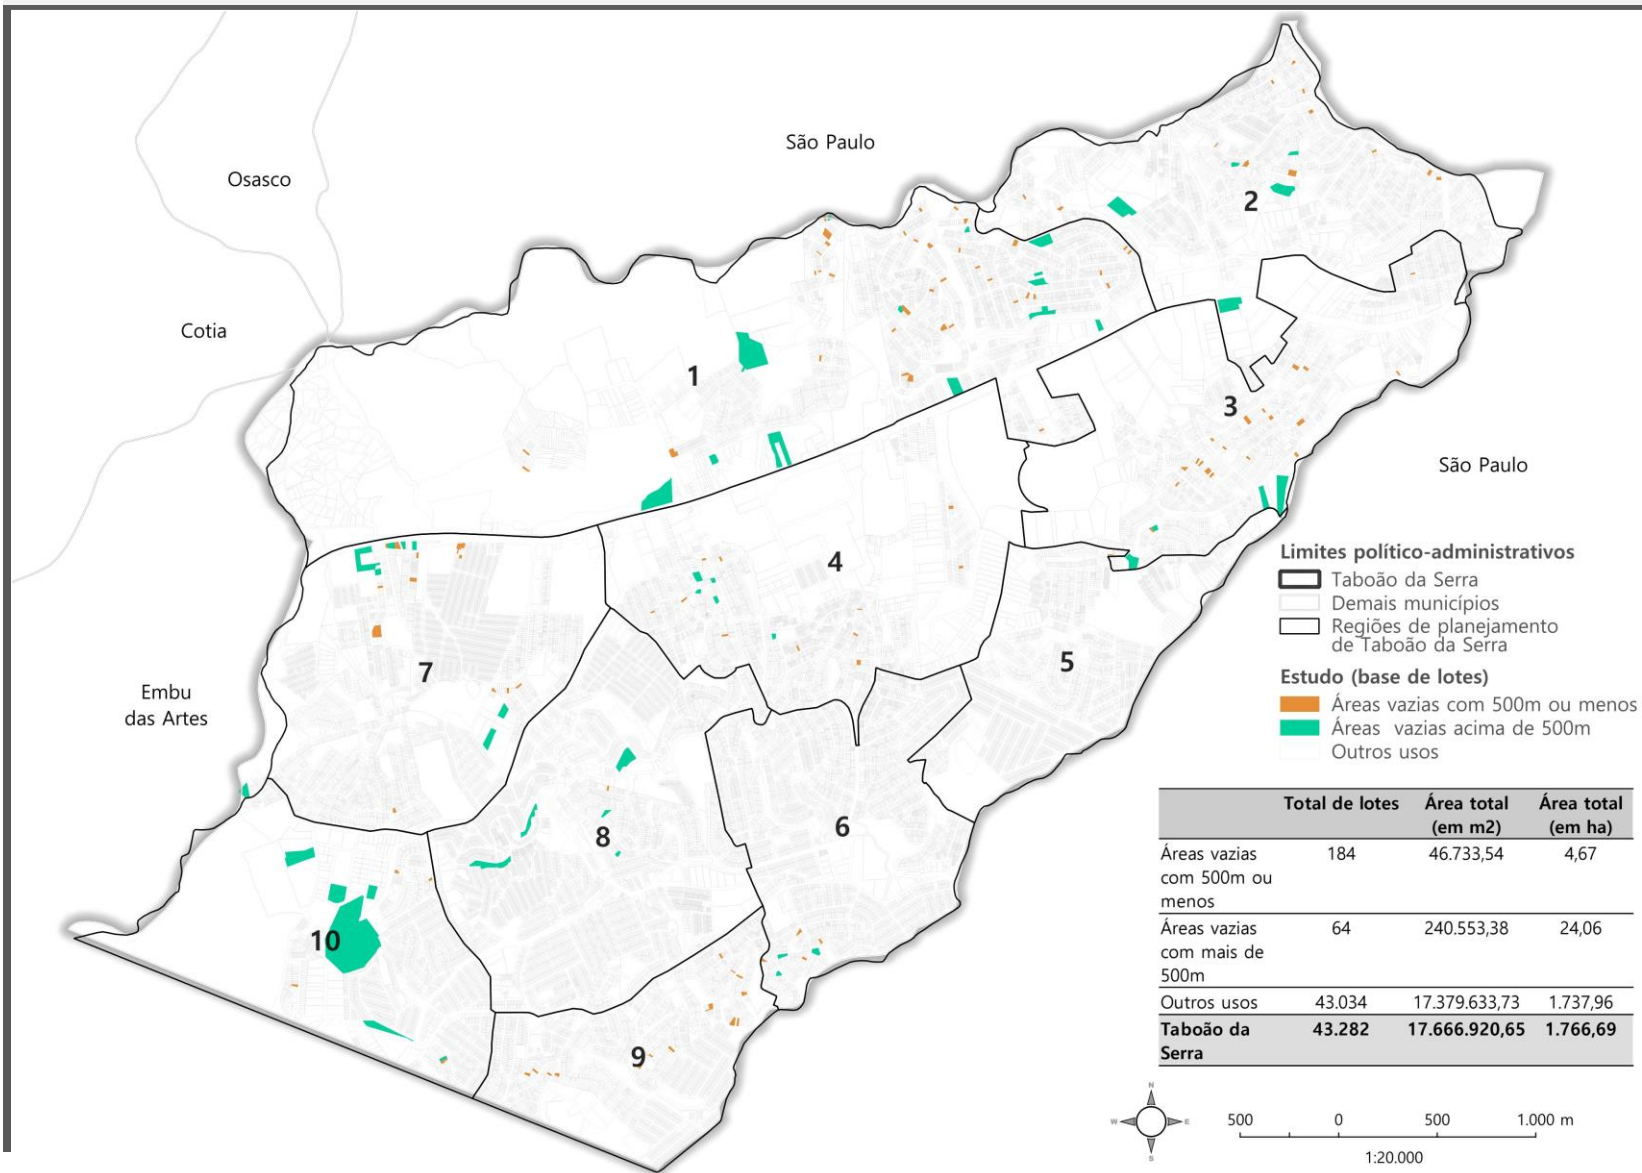 São Paulo
Osasco
2
Cotia
1
3
São Paulo
4
5
7
Embu
das Artes
8
6
10
9
Limites político-administrativos
Taboão da Serra
Demais municípios
Regiões de planejamento
de Taboão da Serra
Estudo (base de lotes)
Áreas vazias com 500m ou menos
Áreas vazias acima de 500m
Outros usos
Total de lotes Área total (em m2) Área total (em ha)
Áreas vazias com 500m ou menos 184 46.733,54 4,67
Áreas vazias com mais de 500m 64 240.553,38 24,06
Outros usos 43.034 17.379.633,73 1.737,96
Taboão da Serra 43.282 17.666.920,65 1.766,69
N
W E
S
500 0 500 1.000 m
1:20.000